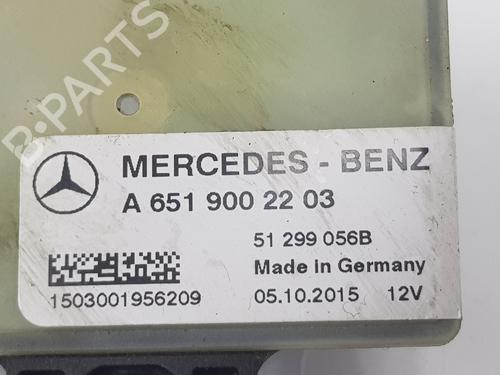 B-PARTS
MERCEDES - BENZ
A 651 900 22 03
51 299 056B
Made in Germany
1503001956209
05.10.2015 12V